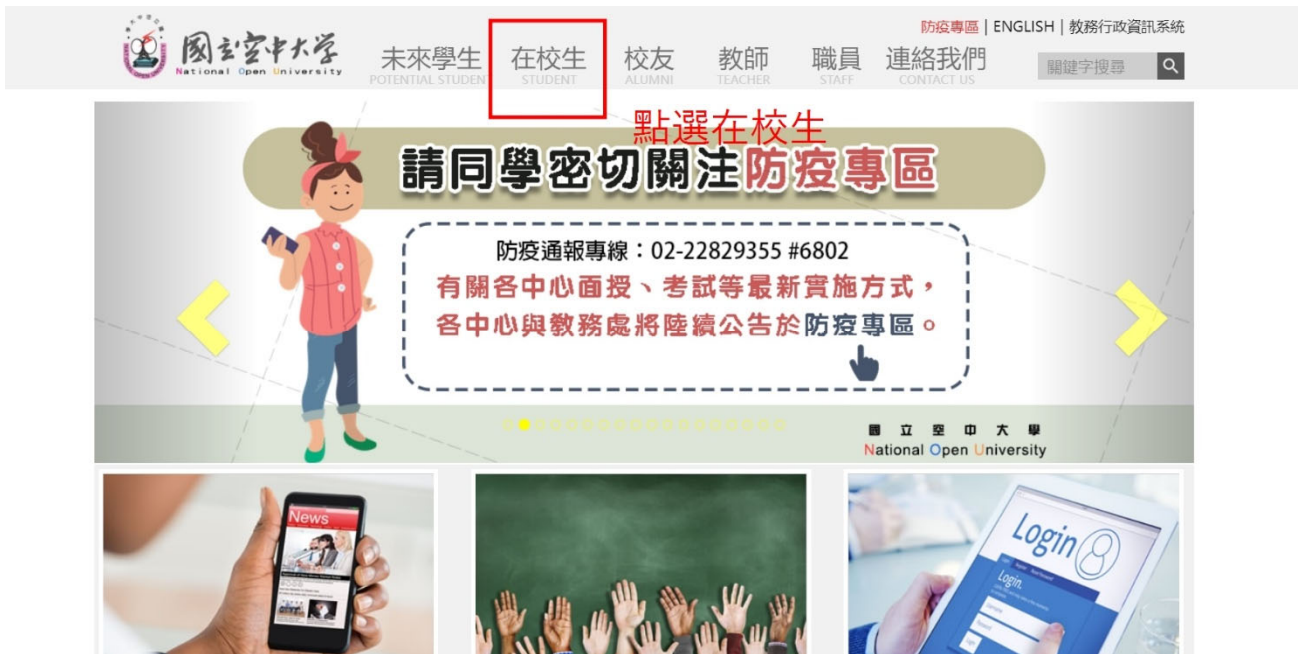 防疫專區 | ENGLISH | 教務行政資訊系統
國立空中大學
National Open University
未來學生 在校生 校友 教師 職員 連絡我們
POTENTIAL STUDENT STUDENT ALUMNI TEACHER STAFF CONTACT US
關鍵字搜尋
點選在校生
請同學密切關注防疫專區
防疫通報專線：02-22829355 #6802
有關各中心面授、考試等最新實施方式，
各中心與教務處將陸續公告於防疫專區。
國立空中大學
National Open University
News
Login
Login
Username
Password
Login